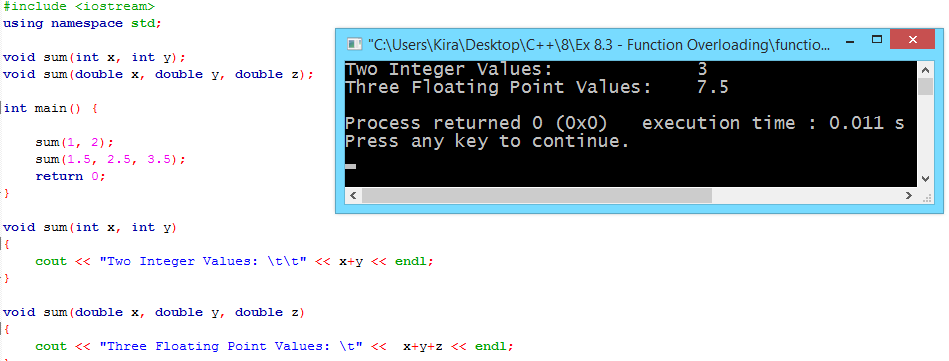 #include <iostream>
using namespace std;
void sum(int x, int y);
void sum(double x, double y, double z);
int main() {
sum(1, 2);
sum(1.5, 2.5, 3.5);
return 0;
}
void sum(int x, int y)
{
cout << "Two Integer Values: \t\t" << x+y << endl;
}
void sum(double x, double y, double z)
{
cout << "Three Floating Point Values: \t" <<  x+y+z << endl;
"C:\Users\Kira\Desktop\C++\8\Ex 8.3 - Function Overloading\functio...
Two Integer Values: 3
Three Floating Point Values: 7.5
Process returned 0 (0x0)   execution time : 0.011 s
Press any key to continue.